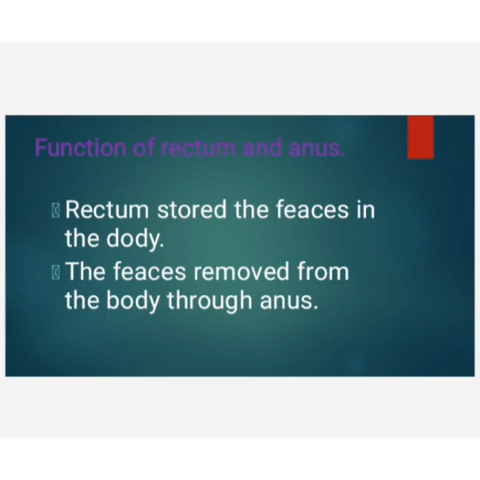 Function of rectum and anus.
Rectum stored the feaces in
the dody.
The feaces removed from
the body through anus.